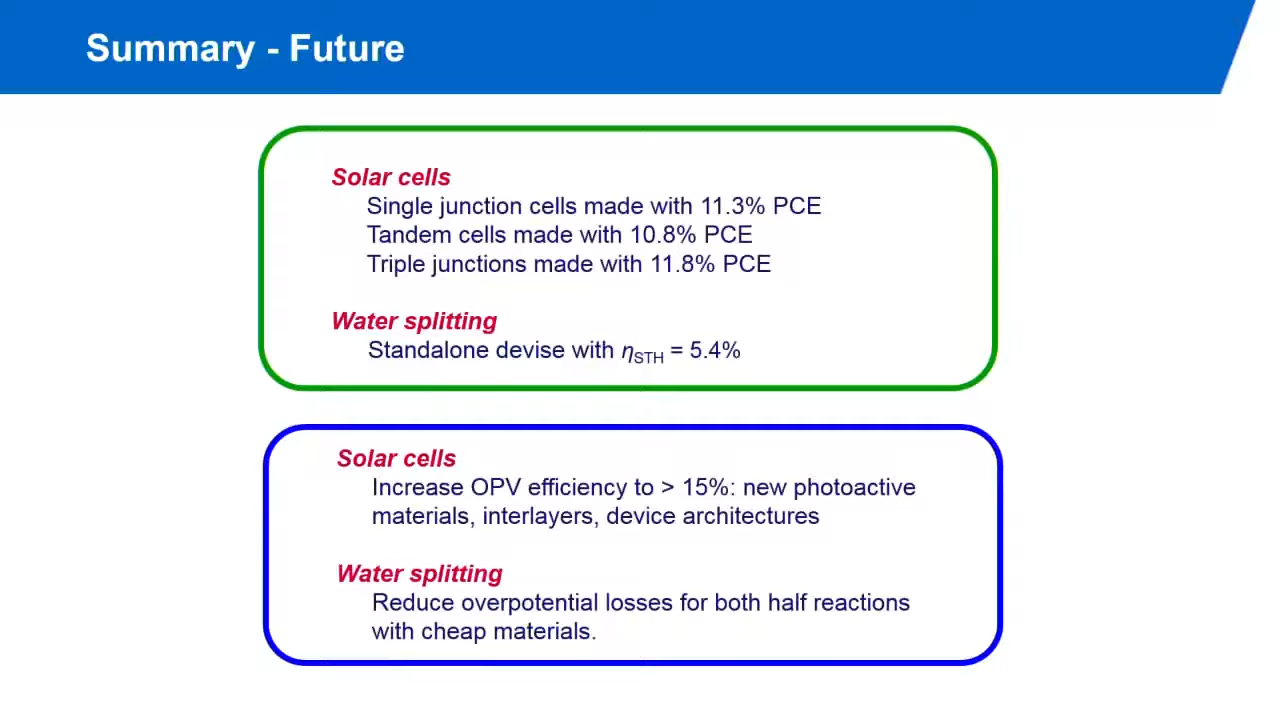 Summary - Future
Solar cells
Single junction cells made with 11.3% PCE
Tandem cells made with 10.8% PCE
Triple junctions made with 11.8% PCE
Water splitting
Standalone devise with ηSTH = 5.4%
Solar cells
Increase OPV efficiency to > 15%: new photoactive
materials, interlayers, device architectures
Water splitting
Reduce overpotential losses for both half reactions
with cheap materials.